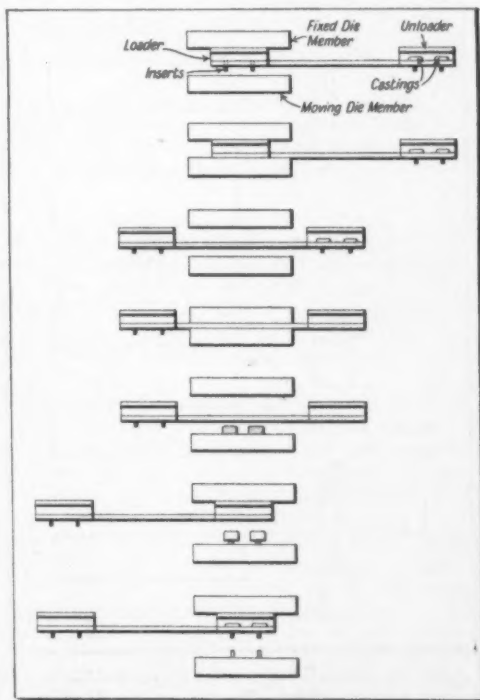 Fixed Die
Member
Unloader
Loader
Inserts
Castings
Moving Die Member